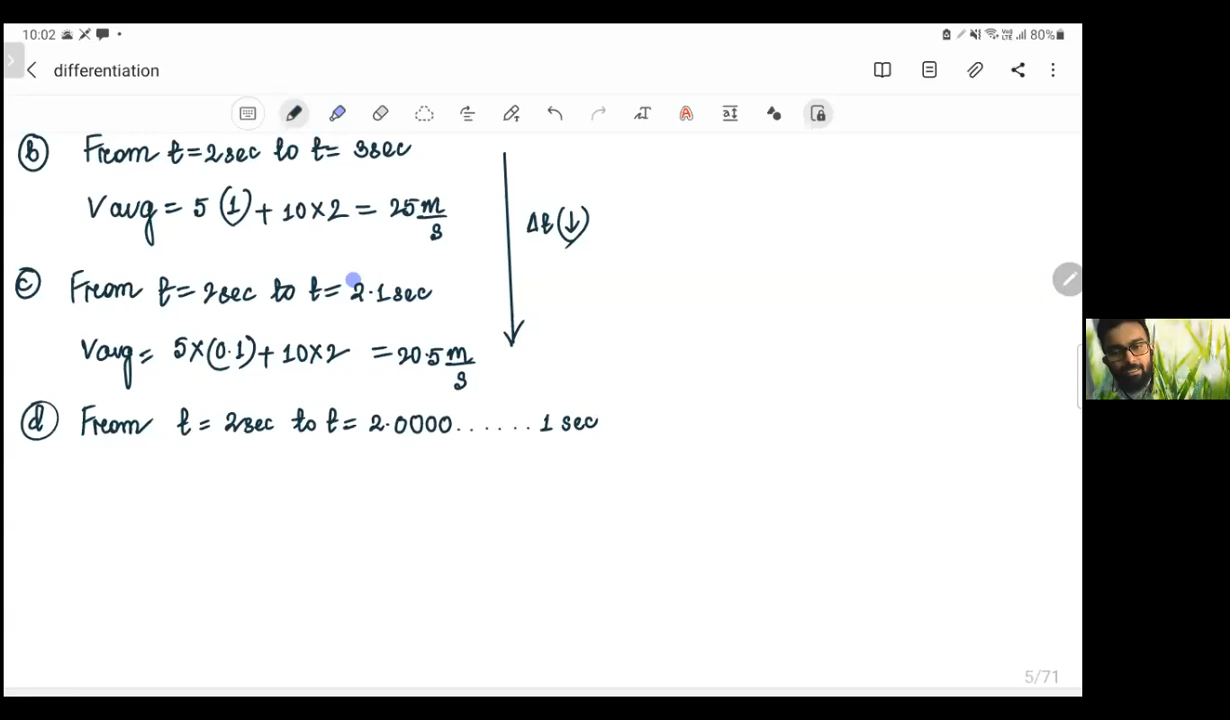 10:02 80%
differentiation
b From t=2sec to t= 3sec
Vavg = 5 (1) + 10×2 = 25 m/s
Δt(↓)
c From t=2sec to t= 2.1sec
Vavg = 5×(0.1) + 10×2 = 20.5 m/s
d From t = 2sec to t= 2.0000......1 sec
5/71